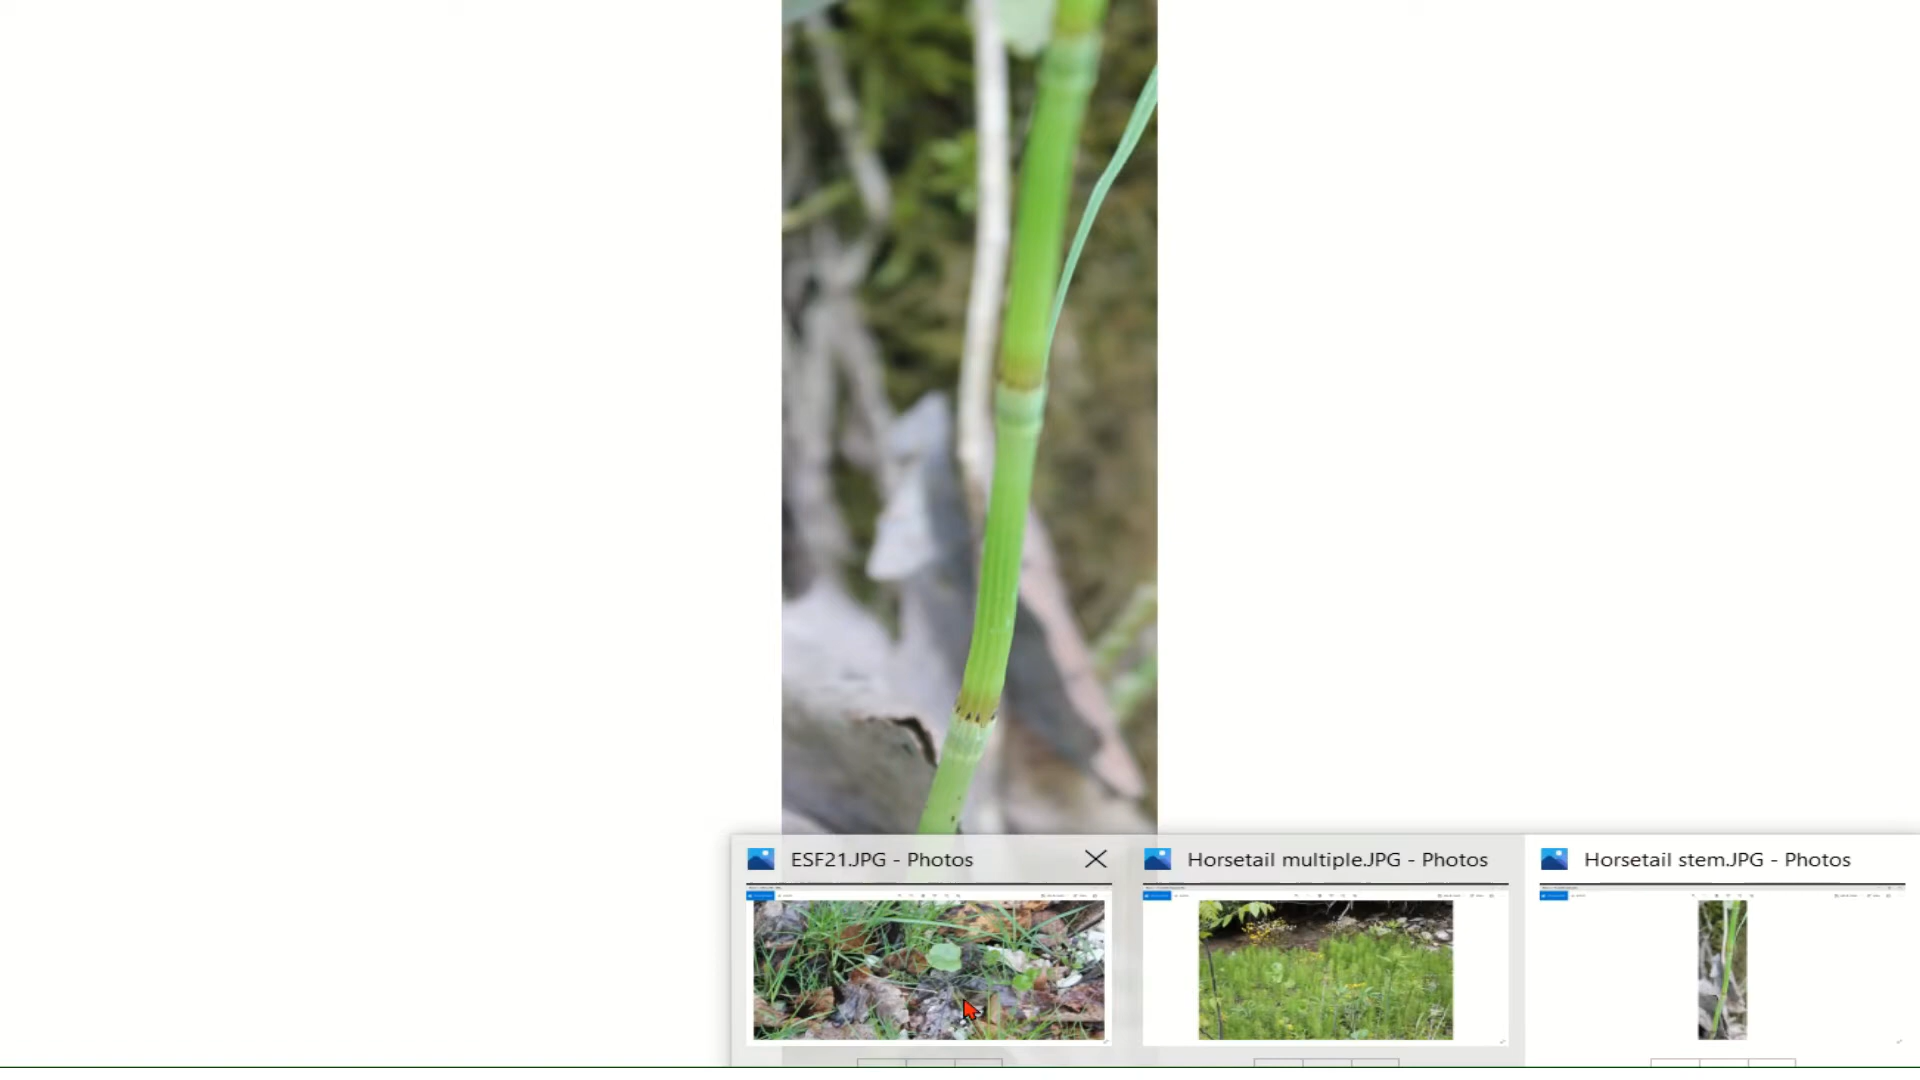 ESF21.JPG - Photos
Horsetail multiple.JPG - Photos
Horsetail stem.JPG - Photos